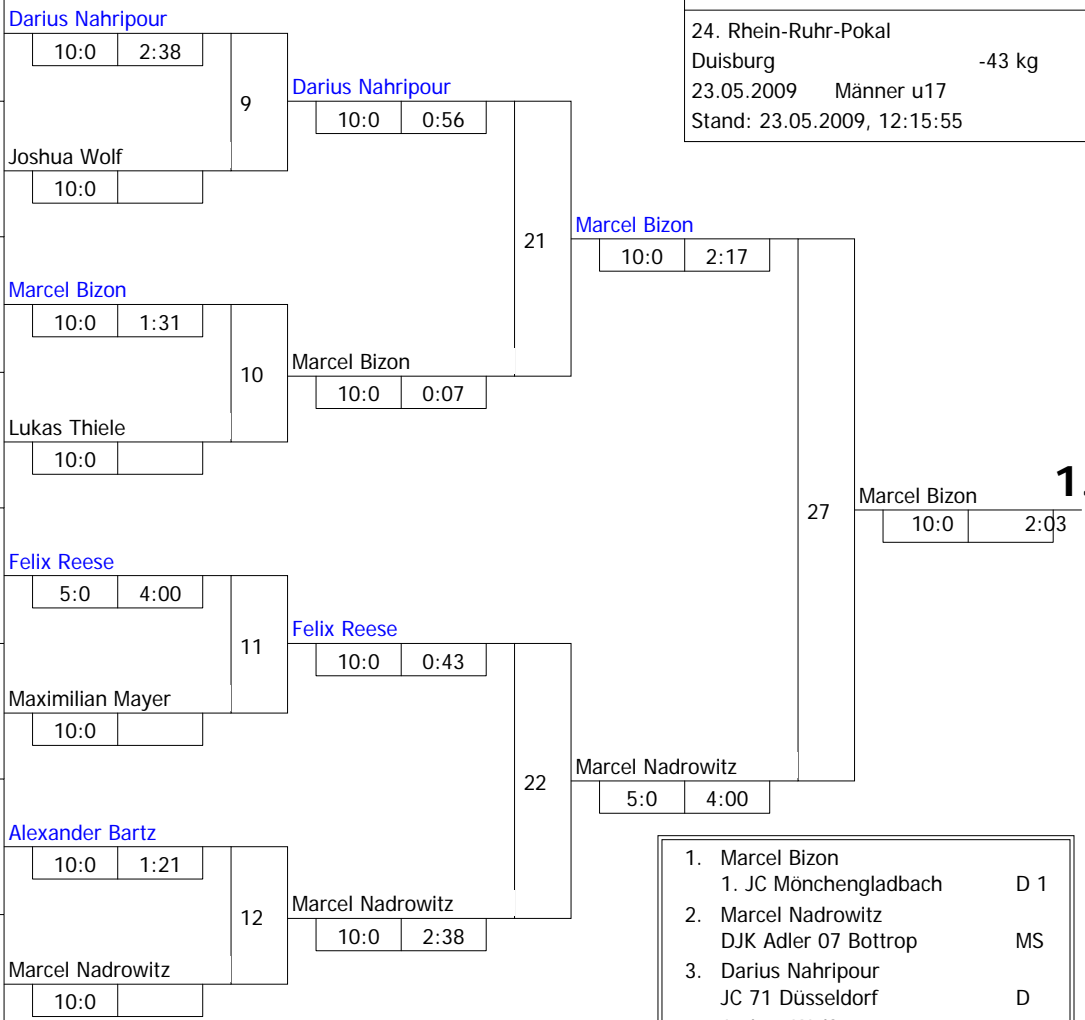 24. Rhein-Ruhr-Pokal
Duisburg -43 kg
23.05.2009 Männer u17
Stand: 23.05.2009, 12:15:55
Darius Nahripour
10:0 2:38
9
Joshua Wolf
10:0
Darius Nahripour
10:0 0:56
Marcel Bizon
10:0 1:31
10
Lukas Thiele
10:0
Marcel Bizon
10:0 0:07
21
Marcel Bizon
10:0 2:17
Felix Reese
5:0 4:00
11
Maximilian Mayer
10:0
Felix Reese
10:0 0:43
Alexander Bartz
10:0 1:21
12
Marcel Nadrowitz
10:0
Marcel Nadrowitz
10:0 2:38
22
Marcel Nadrowitz
5:0 4:00
27
Marcel Bizon 1.
10:0 2:03
1. Marcel Bizon
1. JC Mönchengladbach D 1
2. Marcel Nadrowitz
DJK Adler 07 Bottrop MS
3. Darius Nahripour
JC 71 Düsseldorf D